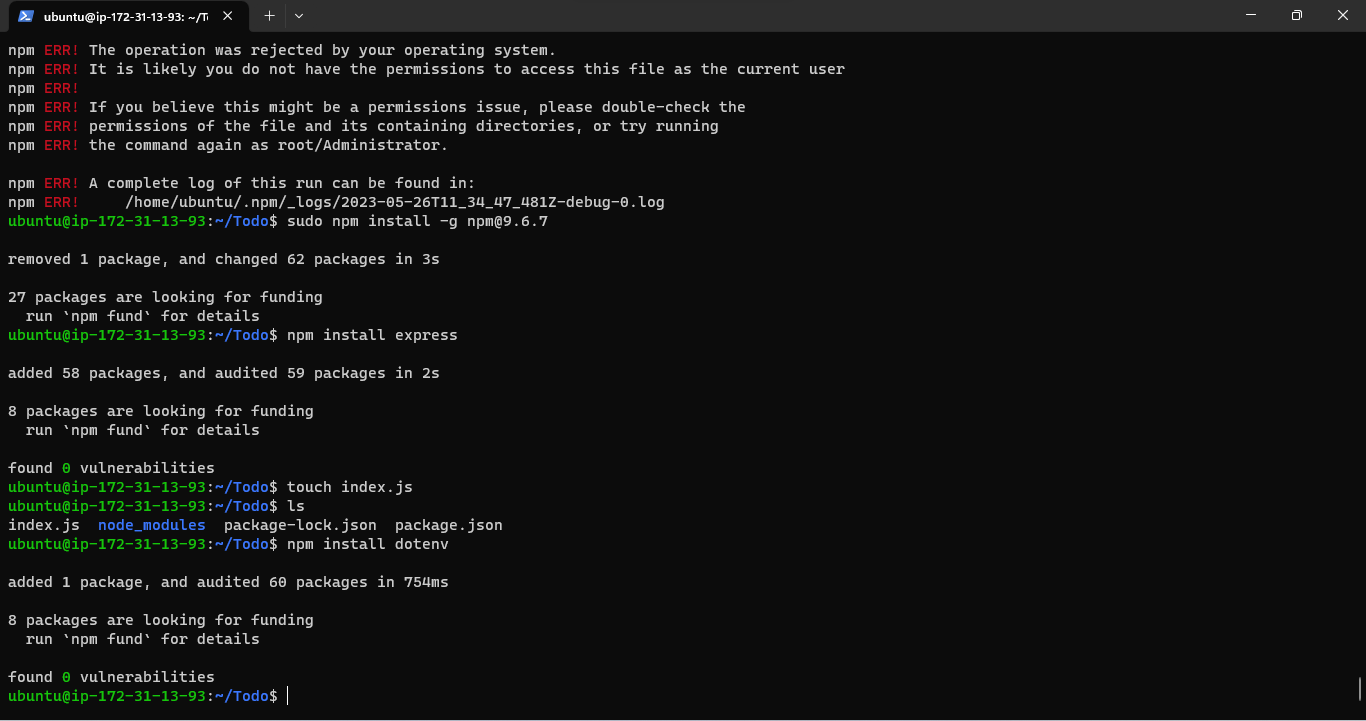 ubuntu@ip-172-31-13-93: ~/T
npm ERR! The operation was rejected by your operating system.
npm ERR! It is likely you do not have the permissions to access this file as the current user
npm ERR!
npm ERR! If you believe this might be a permissions issue, please double-check the
npm ERR! permissions of the file and its containing directories, or try running
npm ERR! the command again as root/Administrator.
npm ERR! A complete log of this run can be found in:
npm ERR!     /home/ubuntu/.npm/_logs/2023-05-26T11_34_47_481Z-debug-0.log
ubuntu@ip-172-31-13-93:~/Todo$ sudo npm install -g npm@9.6.7
removed 1 package, and changed 62 packages in 3s
27 packages are looking for funding
  run `npm fund` for details
ubuntu@ip-172-31-13-93:~/Todo$ npm install express
added 58 packages, and audited 59 packages in 2s
8 packages are looking for funding
  run `npm fund` for details
found 0 vulnerabilities
ubuntu@ip-172-31-13-93:~/Todo$ touch index.js
ubuntu@ip-172-31-13-93:~/Todo$ ls
index.js  node_modules  package-lock.json  package.json
ubuntu@ip-172-31-13-93:~/Todo$ npm install dotenv
added 1 package, and audited 60 packages in 754ms
8 packages are looking for funding
  run `npm fund` for details
found 0 vulnerabilities
ubuntu@ip-172-31-13-93:~/Todo$